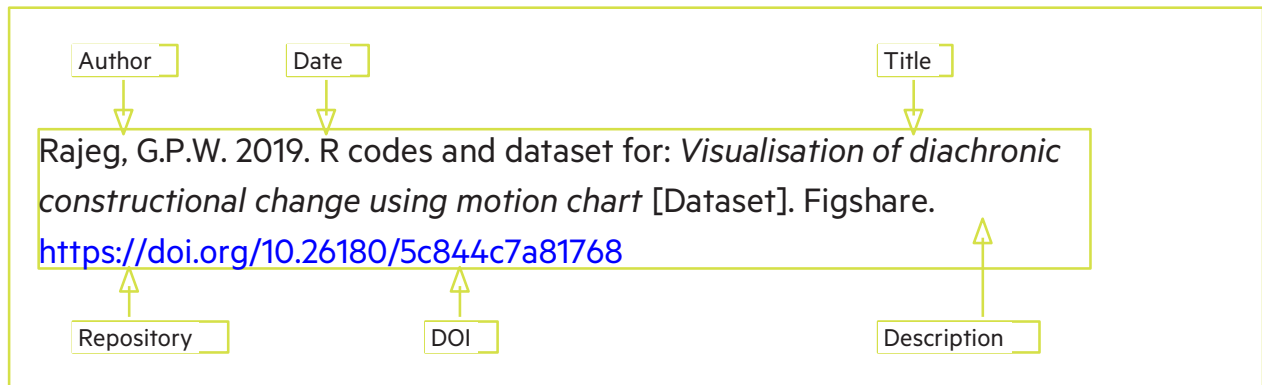 Author Date Title
Rajeg, G.P.W. 2019. R codes and dataset for: Visualisation of diachronic
constructional change using motion chart [Dataset]. Figshare.
https://doi.org/10.26180/5c844c7a81768
Repository DOI Description